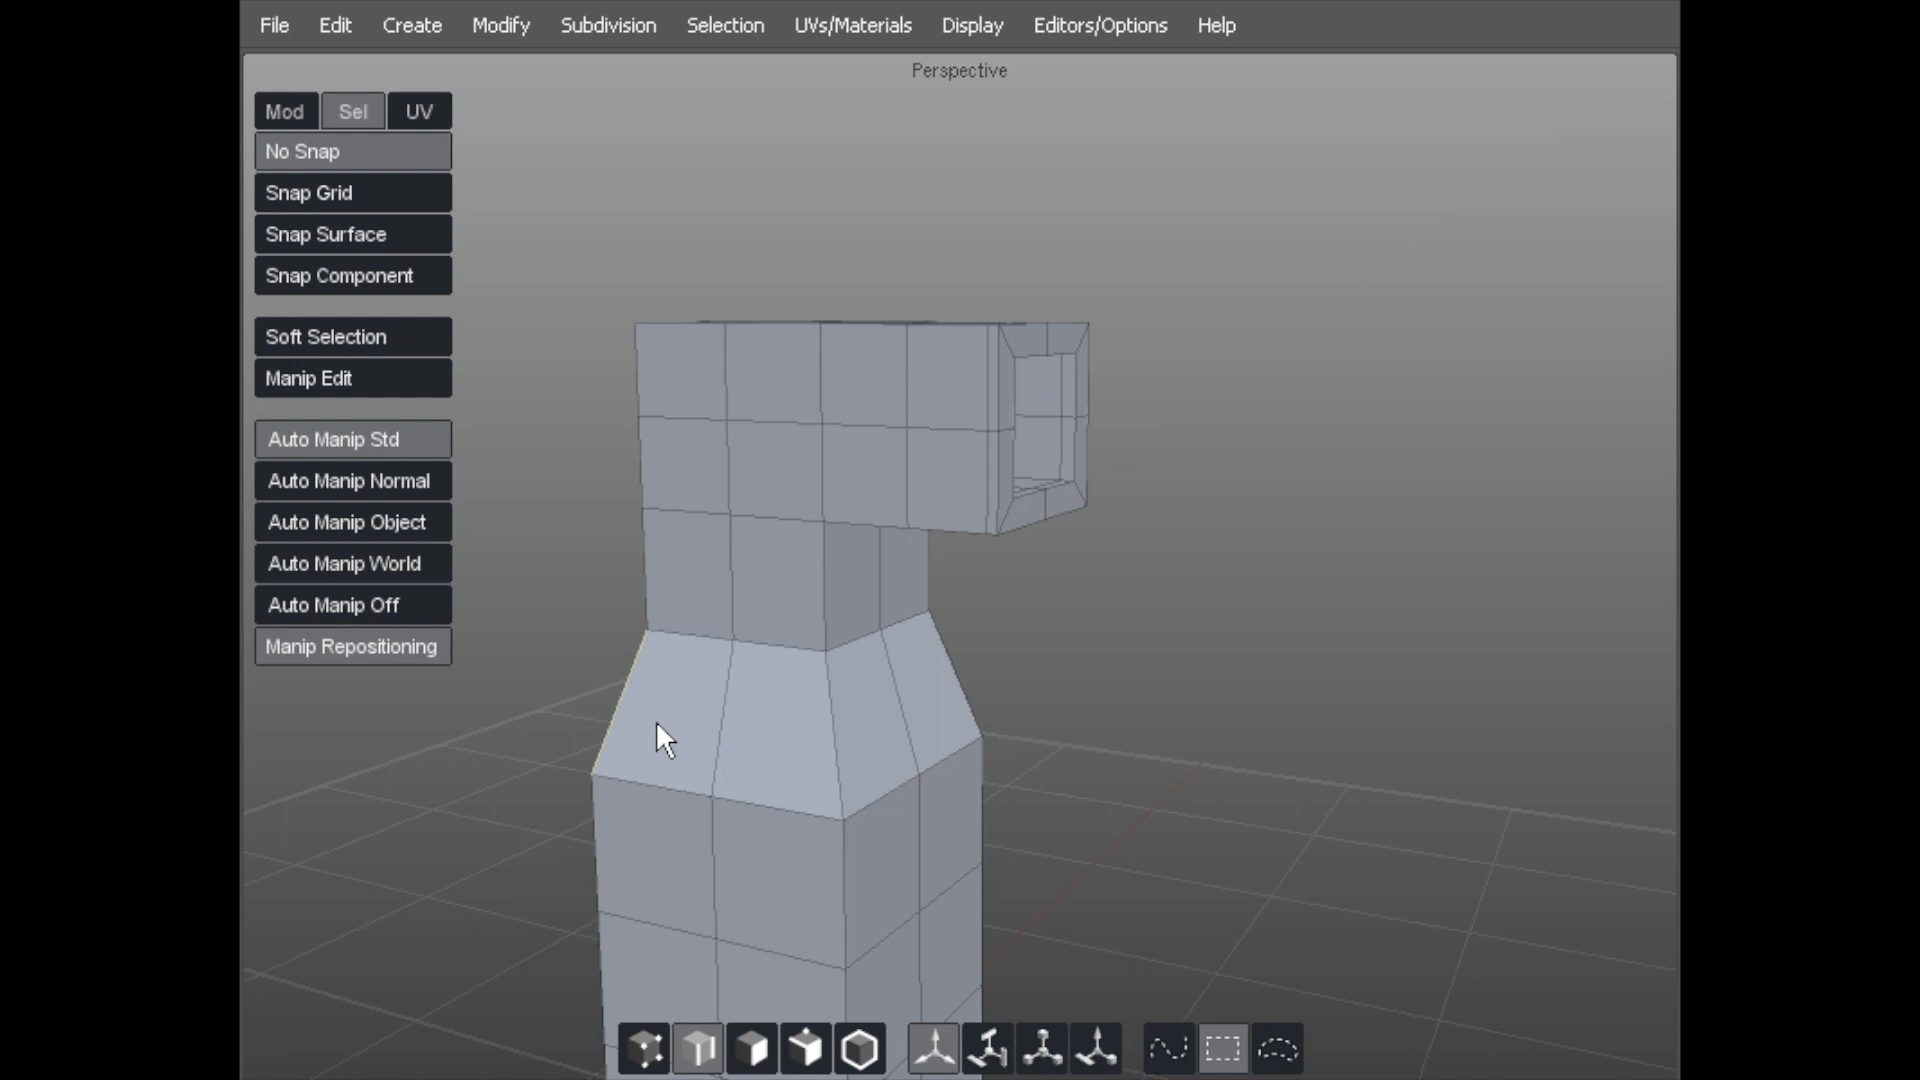 File Edit Create Modify Subdivision Selection UVs/Materials Display Editors/Options Help
Perspective
Mod Sel UV
No Snap
Snap Grid
Snap Surface
Snap Component
Soft Selection
Manip Edit
Auto Manip Std
Auto Manip Normal
Auto Manip Object
Auto Manip World
Auto Manip Off
Manip Repositioning